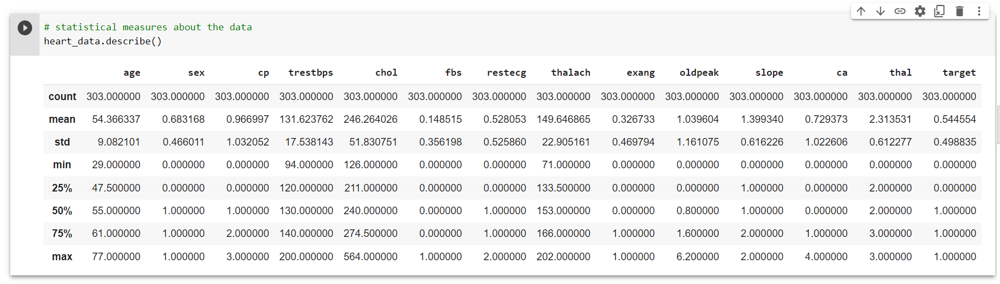 # statistical measures about the data
heart_data.describe()
age sex cp trestbps chol fbs restecg thalach exang oldpeak slope ca thal target
count 303.000000 303.000000 303.000000 303.000000 303.000000 303.000000 303.000000 303.000000 303.000000 303.000000 303.000000 303.000000 303.000000 303.000000
mean 54.366337 0.683168 0.966997 131.623762 246.264026 0.148515 0.528053 149.646865 0.326733 1.039604 1.399340 0.729373 2.313531 0.544554
std 9.082101 0.466011 1.032052 17.538143 51.830751 0.356198 0.525860 22.905161 0.469794 1.161075 0.616226 1.022606 0.612277 0.498835
min 29.000000 0.000000 0.000000 94.000000 126.000000 0.000000 0.000000 71.000000 0.000000 0.000000 0.000000 0.000000 0.000000 0.000000
25% 47.500000 0.000000 0.000000 120.000000 211.000000 0.000000 0.000000 133.500000 0.000000 0.000000 1.000000 0.000000 2.000000 0.000000
50% 55.000000 1.000000 1.000000 130.000000 240.000000 0.000000 1.000000 153.000000 0.000000 0.800000 1.000000 0.000000 2.000000 1.000000
75% 61.000000 1.000000 2.000000 140.000000 274.500000 0.000000 1.000000 166.000000 1.000000 1.600000 2.000000 1.000000 3.000000 1.000000
max 77.000000 1.000000 3.000000 200.000000 564.000000 1.000000 2.000000 202.000000 1.000000 6.200000 2.000000 4.000000 3.000000 1.000000